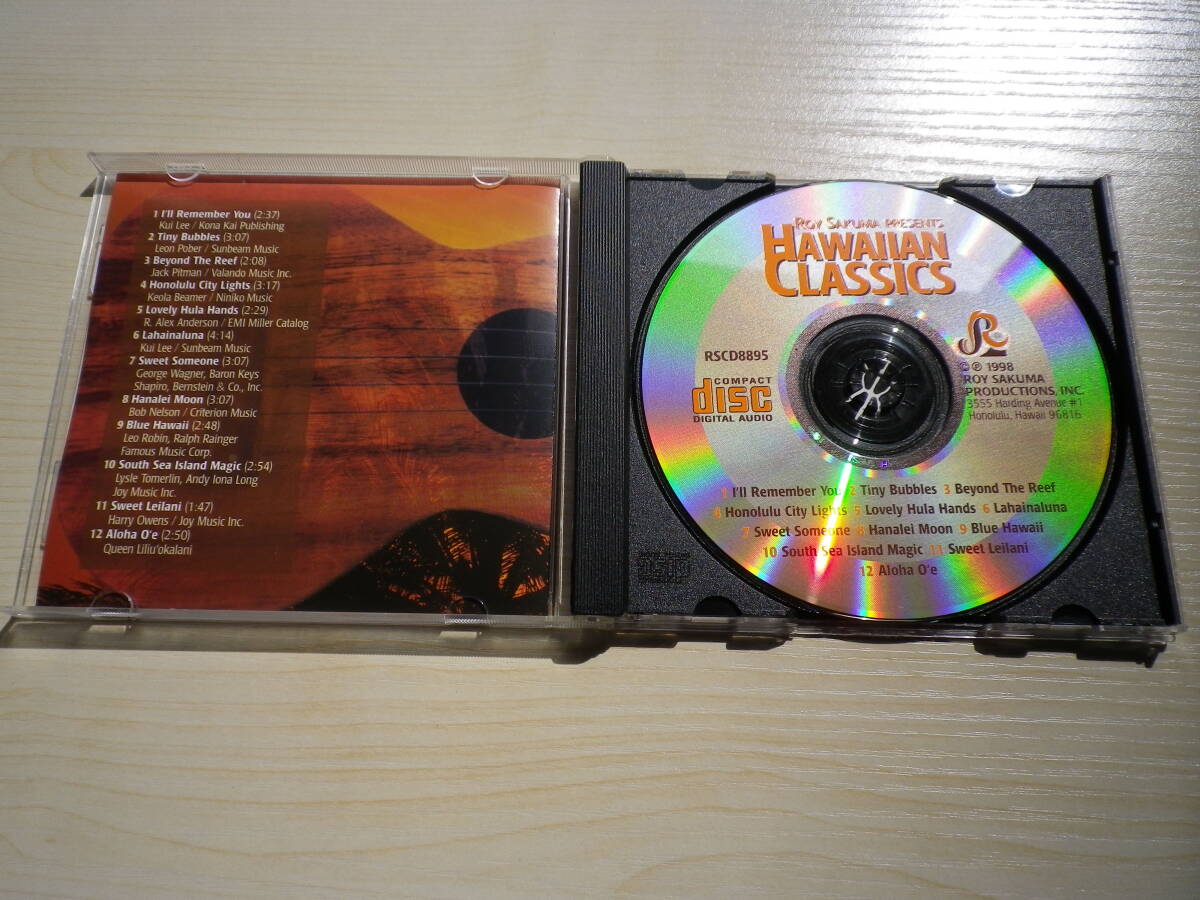 1 I'll Remember You (2:37)
Kui Lee / Kona Kai Publishing
2 Tiny Bubbles (3:07)
Leon Pober / Sunbeam Music
3 Beyond The Reef (2:08)
Jack Pitman / Valando Music Inc.
4 Honolulu City Lights (3:17)
Keola Beamer / Niniko Music
5 Lovely Hula Hands (2:29)
R. Alex Anderson / EMI Miller Catalog
6 Lahainaluna (4:14)
Kui Lee / Sunbeam Music
7 Sweet Someone (3:07)
George Wagner, Baron Keys
Shapiro, Bernstein & Co., Inc.
8 Hanalei Moon (3:07)
Bob Nelson / Criterion Music
9 Blue Hawaii (2:48)
Leo Robin, Ralph Rainger
Famous Music Corp.
10 South Sea Island Magic (2:54)
Lysle Tomerlin, Andy Iona Long
Joy Music Inc.
11 Sweet Leilani (1:47)
Harry Owens / Joy Music Inc.
12 Aloha O'e (2:50)
Queen Liliu'okalani
ROY SAKUMA PRESENTS
HAWAIIAN
CLASSICS
RSCD8895
COMPACT
disc
DIGITAL AUDIO
R
© ℗ 1998
ROY SAKUMA
PRODUCTIONS, INC.
3555 Harding Avenue #1
Honolulu, Hawaii 96816
1 I'll Remember You 2 Tiny Bubbles 3 Beyond The Reef
4 Honolulu City Lights 5 Lovely Hula Hands 6 Lahainaluna
7 Sweet Someone 8 Hanalei Moon 9 Blue Hawaii
10 South Sea Island Magic 11 Sweet Leilani
12 Aloha O'e